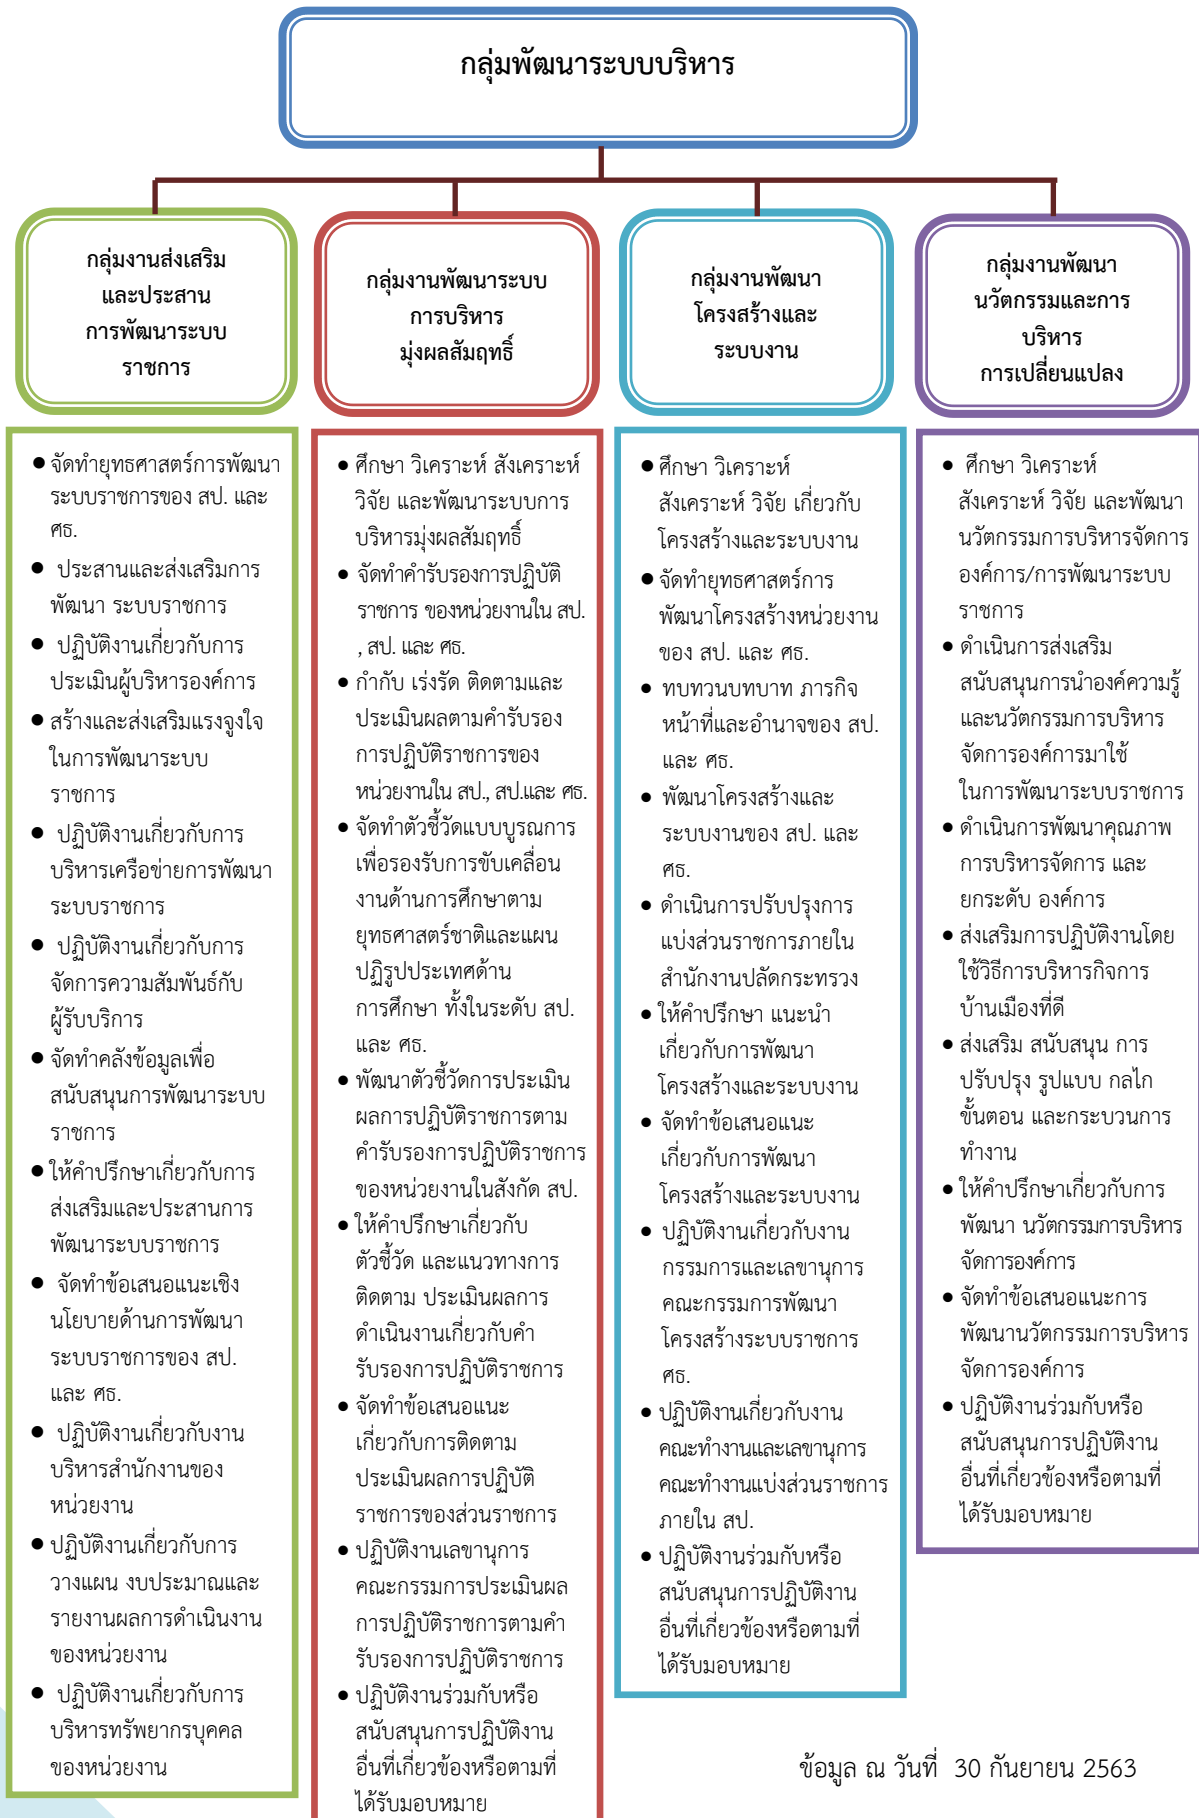 กลุ่มพัฒนาระบบบริหาร
กลุ่มงานส่งเสริม
และประสาน
การพัฒนาระบบ
ราชการ
กลุ่มงานพัฒนาระบบ
การบริหาร
มุ่งผลสัมฤทธิ์
กลุ่มงานพัฒนา
โครงสร้างและ
ระบบงาน
กลุ่มงานพัฒนา
นวัตกรรมและการ
บริหาร
การเปลี่ยนแปลง
● จัดทำยุทธศาสตร์การพัฒนา
ระบบราชการของ สป. และ
ศธ.
● ประสานและส่งเสริมการ
พัฒนา ระบบราชการ
● ปฏิบัติงานเกี่ยวกับการ
ประเมินผู้บริหารองค์การ
● สร้างและส่งเสริมแรงจูงใจ
ในการพัฒนาระบบ
ราชการ
● ปฏิบัติงานเกี่ยวกับการ
บริหารเครือข่ายการพัฒนา
ระบบราชการ
● ปฏิบัติงานเกี่ยวกับการ
จัดการความสัมพันธ์กับ
ผู้รับบริการ
● จัดทำคลังข้อมูลเพื่อ
สนับสนุนการพัฒนาระบบ
ราชการ
● ให้คำปรึกษาเกี่ยวกับการ
ส่งเสริมและประสานการ
พัฒนาระบบราชการ
● จัดทำข้อเสนอแนะเชิง
นโยบายด้านการพัฒนา
ระบบราชการของ สป.
และ ศธ.
● ปฏิบัติงานเกี่ยวกับงาน
บริหารสำนักงานของ
หน่วยงาน
● ปฏิบัติงานเกี่ยวกับการ
วางแผน งบประมาณและ
รายงานผลการดำเนินงาน
ของหน่วยงาน
● ปฏิบัติงานเกี่ยวกับการ
บริหารทรัพยากรบุคคล
ของหน่วยงาน
● ศึกษา วิเคราะห์ สังเคราะห์
วิจัย และพัฒนาระบบการ
บริหารมุ่งผลสัมฤทธิ์
● จัดทำคำรับรองการปฏิบัติ
ราชการ ของหน่วยงานใน สป.
, สป. และ ศธ.
● กำกับ เร่งรัด ติดตามและ
ประเมินผลตามคำรับรอง
การปฏิบัติราชการของ
หน่วยงานใน สป., สป.และ ศธ.
● จัดทำตัวชี้วัดแบบบูรณการ
เพื่อรองรับการขับเคลื่อน
งานด้านการศึกษาตาม
ยุทธศาสตร์ชาติและแผน
ปฏิรูปประเทศด้าน
การศึกษา ทั้งในระดับ สป.
และ ศธ.
● พัฒนาตัวชี้วัดการประเมิน
ผลการปฏิบัติราชการตาม
คำรับรองการปฏิบัติราชการ
ของหน่วยงานในสังกัด สป.
● ให้คำปรึกษาเกี่ยวกับ
ตัวชี้วัด และแนวทางการ
ติดตาม ประเมินผลการ
ดำเนินงานเกี่ยวกับคำ
รับรองการปฏิบัติราชการ
● จัดทำข้อเสนอแนะ
เกี่ยวกับการติดตาม
ประเมินผลการปฏิบัติ
ราชการของส่วนราชการ
● ปฏิบัติงานเลขานุการ
คณะกรรมการประเมินผล
การปฏิบัติราชการตามคำ
รับรองการปฏิบัติราชการ
● ปฏิบัติงานร่วมกับหรือ
สนับสนุนการปฏิบัติงาน
อื่นที่เกี่ยวข้องหรือตามที่
ได้รับมอบหมาย
● ศึกษา วิเคราะห์
สังเคราะห์ วิจัย เกี่ยวกับ
โครงสร้างและระบบงาน
● จัดทำยุทธศาสตร์การ
พัฒนาโครงสร้างหน่วยงาน
ของ สป. และ ศธ.
● ทบทวนบทบาท ภารกิจ
หน้าที่และอำนาจของ สป.
และ ศธ.
● พัฒนาโครงสร้างและ
ระบบงานของ สป. และ
ศธ.
● ดำเนินการปรับปรุงการ
แบ่งส่วนราชการภายใน
สำนักงานปลัดกระทรวง
● ให้คำปรึกษา แนะนำ
เกี่ยวกับการพัฒนา
โครงสร้างและระบบงาน
● จัดทำข้อเสนอแนะ
เกี่ยวกับการพัฒนา
โครงสร้างและระบบงาน
● ปฏิบัติงานเกี่ยวกับงาน
กรรมการและเลขานุการ
คณะกรรมการพัฒนา
โครงสร้างระบบราชการ
ศธ.
● ปฏิบัติงานเกี่ยวกับงาน
คณะทำงานและเลขานุการ
คณะทำงานแบ่งส่วนราชการ
ภายใน สป.
● ปฏิบัติงานร่วมกับหรือ
สนับสนุนการปฏิบัติงาน
อื่นที่เกี่ยวข้องหรือตามที่
ได้รับมอบหมาย
● ศึกษา วิเคราะห์
สังเคราะห์ วิจัย และพัฒนา
นวัตกรรมการบริหารจัดการ
องค์การ/การพัฒนาระบบ
ราชการ
● ดำเนินการส่งเสริม
สนับสนุนการนำองค์ความรู้
และนวัตกรรมการบริหาร
จัดการองค์การมาใช้
ในการพัฒนาระบบราชการ
● ดำเนินการพัฒนาคุณภาพ
การบริหารจัดการ และ
ยกระดับ องค์การ
● ส่งเสริมการปฏิบัติงานโดย
ใช้วิธีการบริหารกิจการ
บ้านเมืองที่ดี
● ส่งเสริม สนับสนุน การ
ปรับปรุง รูปแบบ กลไก
ขั้นตอน และกระบวนการ
ทำงาน
● ให้คำปรึกษาเกี่ยวกับการ
พัฒนา นวัตกรรมการบริหาร
จัดการองค์การ
● จัดทำข้อเสนอแนะการ
พัฒนานวัตกรรมการบริหาร
จัดการองค์การ
● ปฏิบัติงานร่วมกับหรือ
สนับสนุนการปฏิบัติงาน
อื่นที่เกี่ยวข้องหรือตามที่
ได้รับมอบหมาย
ข้อมูล ณ วันที่ 30 กันยายน 2563